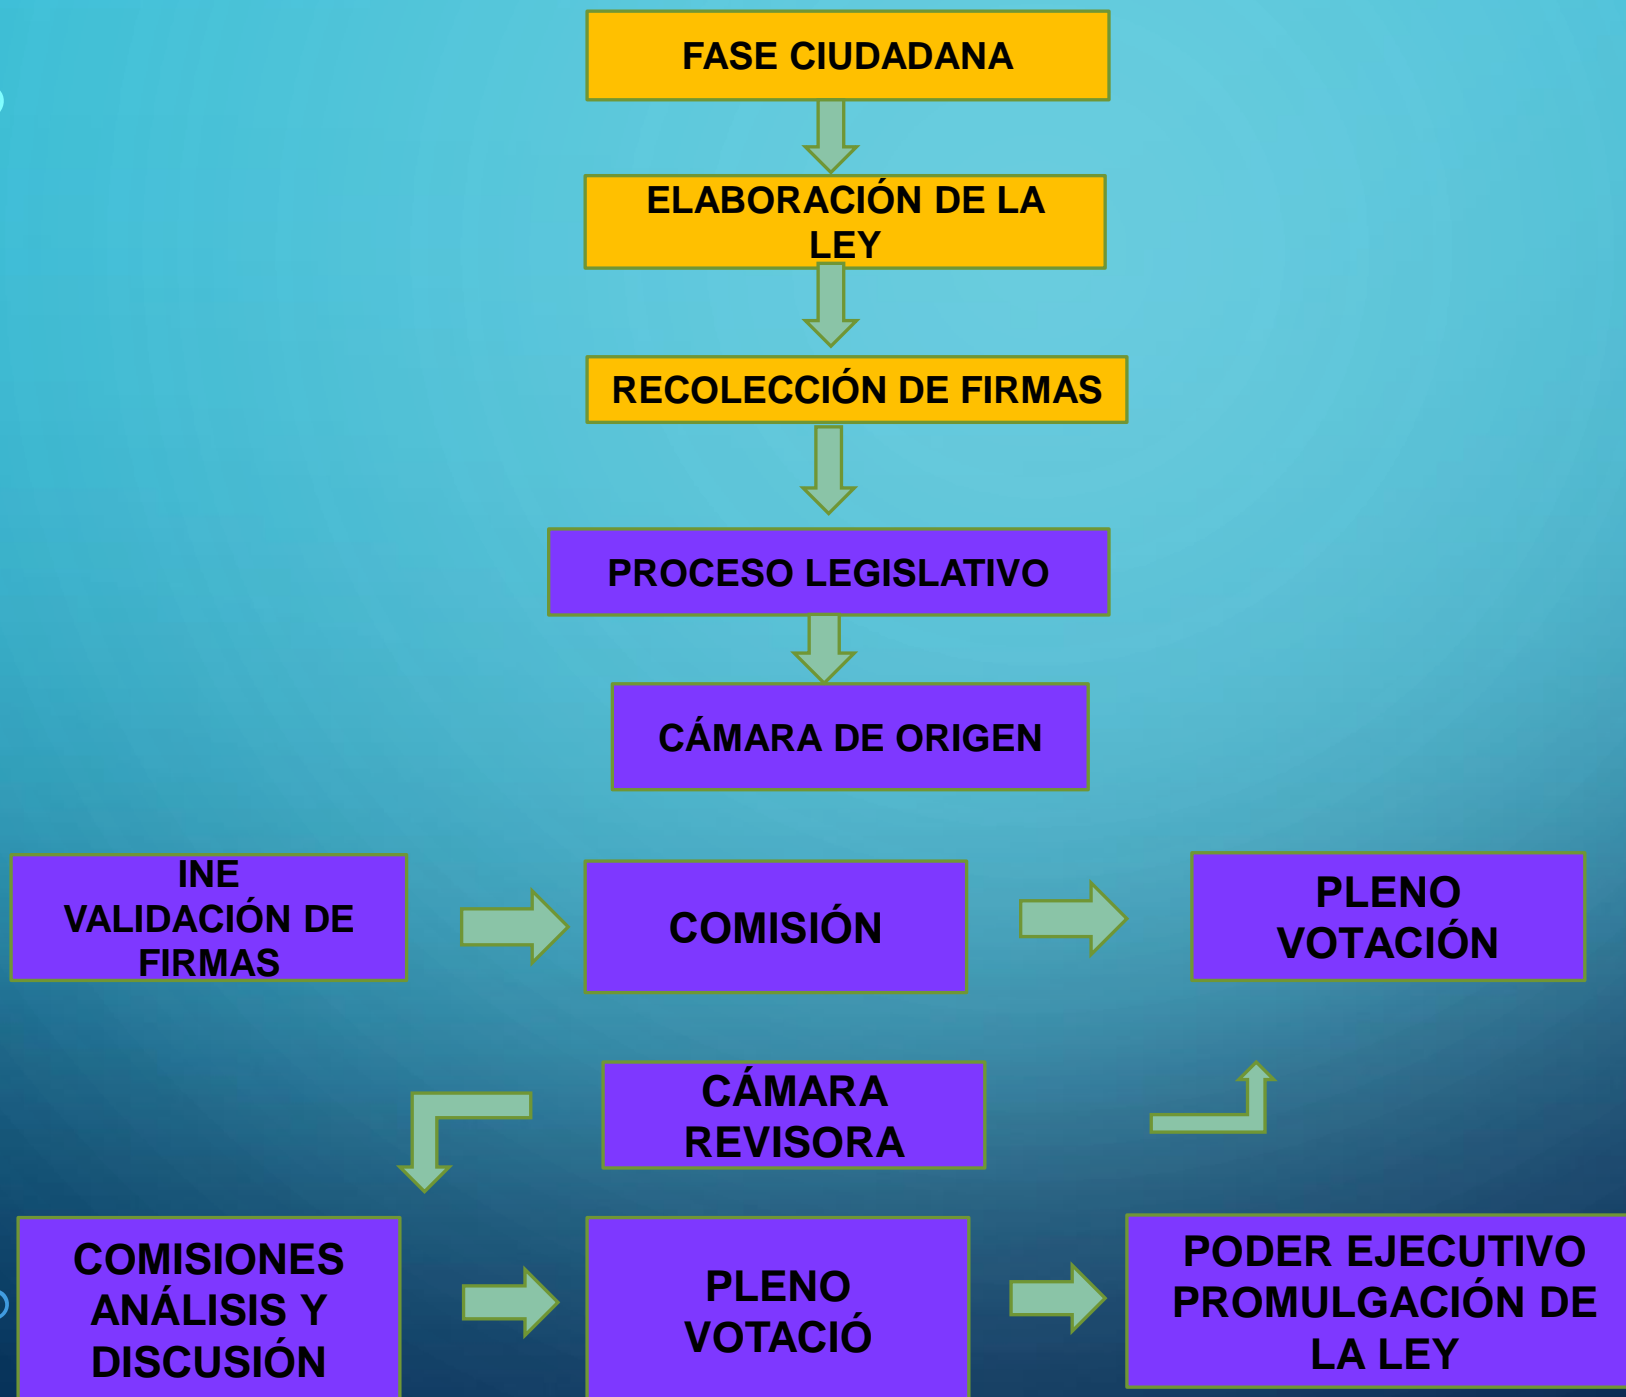 FASE CIUDADANA
ELABORACIÓN DE LA
LEY
RECOLECCIÓN DE FIRMAS
PROCESO LEGISLATIVO
CÁMARA DE ORIGEN
INE
VALIDACIÓN DE
FIRMAS
COMISIÓN
PLENO
VOTACIÓN
CÁMARA
REVISORA
COMISIONES
ANÁLISIS Y
DISCUSIÓN
PLENO
VOTACIÓ
PODER EJECUTIVO
PROMULGACIÓN DE
LA LEY